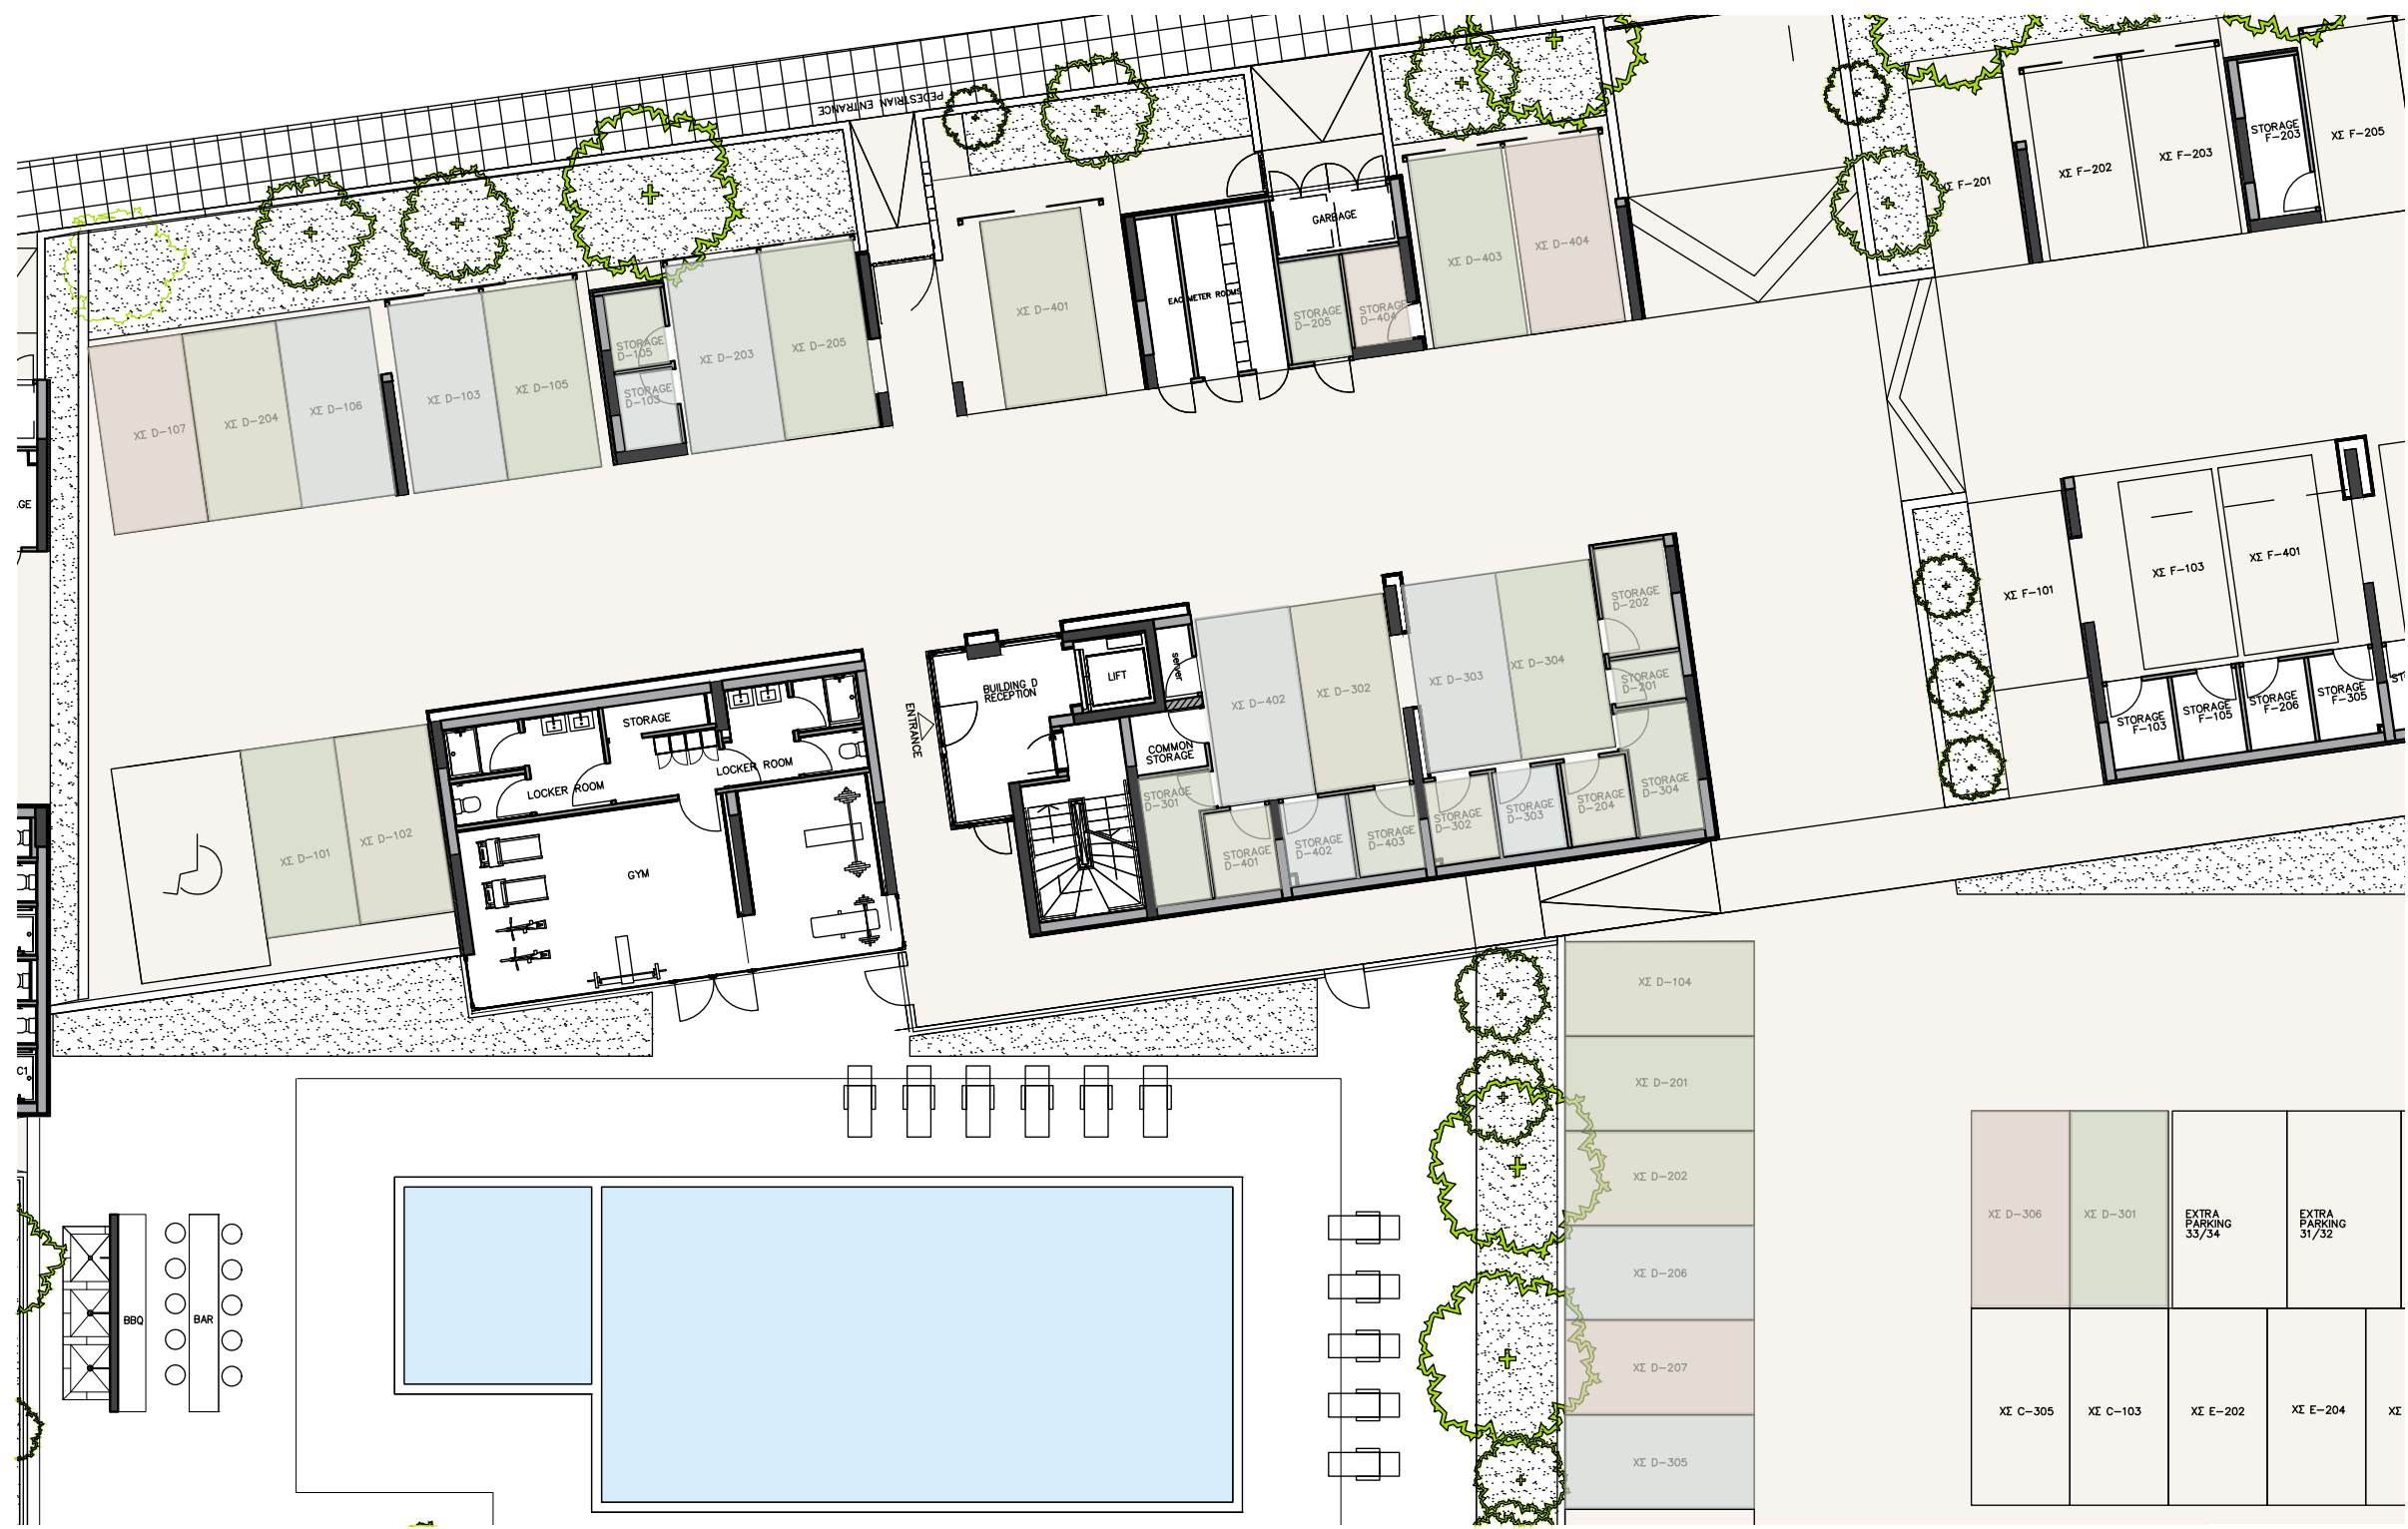 PEDESTRIAN ENTRANCE
STORAGE
F-203
ΧΣ F-205
ΧΣ F-203
ΧΣ F-202
ΧΣ F-201
GARBAGE
ΧΣ D-404
ΧΣ D-403
EAC METER ROOMS
STORAGE
D-205
STORAGE
D-404
ΧΣ D-401
ΧΣ D-205
ΧΣ D-203
STORAGE
D-105
STORAGE
D-103
ΧΣ D-105
ΧΣ D-103
ΧΣ D-106
ΧΣ D-204
ΧΣ D-107
ΧΣ F-401
ΧΣ F-103
ΧΣ F-101
STORAGE
F-103
STORAGE
F-105
STORAGE
F-206
STORAGE
F-305
STORAGE
D-202
STORAGE
D-201
ΧΣ D-304
ΧΣ D-303
ΧΣ D-302
ΧΣ D-402
server
LIFT
BUILDING D
RECEPTION
ENTRANCE
COMMON
STORAGE
STORAGE
D-301
STORAGE
D-401
STORAGE
D-402
STORAGE
D-403
STORAGE
D-302
STORAGE
D-303
STORAGE
D-204
STORAGE
D-304
STORAGE
LOCKER ROOM
LOCKER ROOM
GYM
ΧΣ D-102
ΧΣ D-101
ΧΣ D-104
ΧΣ D-201
ΧΣ D-202
ΧΣ D-206
ΧΣ D-207
ΧΣ D-305
C1
BBQ
BAR
ΧΣ D-306
ΧΣ D-301
EXTRA
PARKING
33/34
EXTRA
PARKING
31/32
ΧΣ C-305
ΧΣ C-103
ΧΣ E-202
ΧΣ E-204
ΧΣ